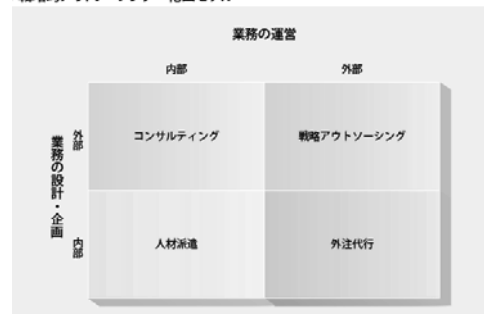 業務の運営
内部 外部
業務の設計・企画
外部
コンサルティング 戦略アウトソーシング
内部
人材派遣 外注代行